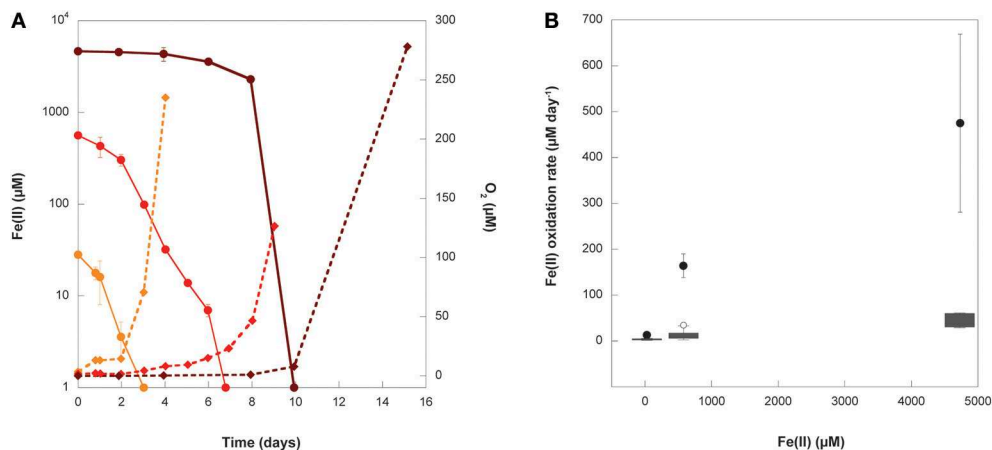 A
Fe(II) (µM)
10⁴
1000
100
10
1
300
250
200
150
100
50
0
O₂ (µM)
0 2 4 6 8 10 12 14 16
Time (days)
B
Fe(II) oxidation rate (µM day⁻¹)
700
600
500
400
300
200
100
0
0 1000 2000 3000 4000 5000
Fe(II) (µM)